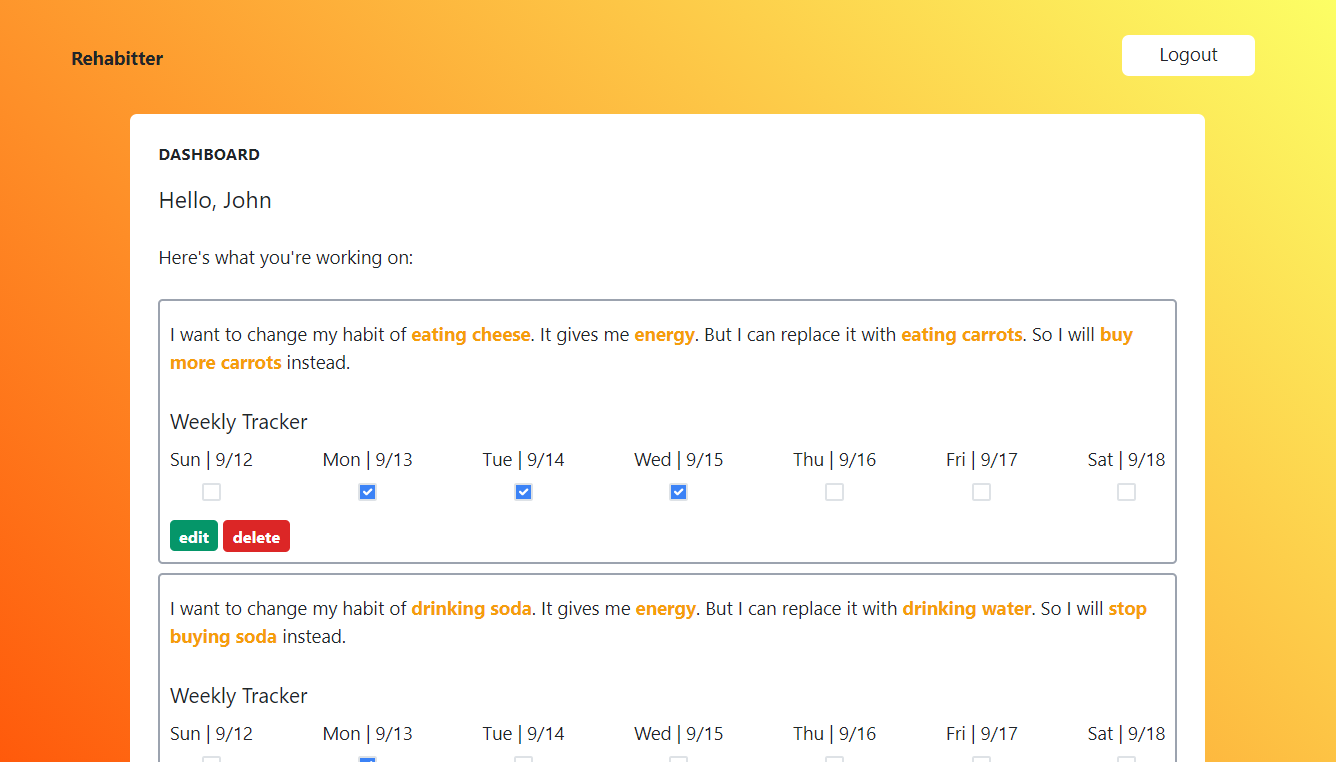 Rehabitter
Logout
DASHBOARD
Hello, John
Here's what you're working on:
I want to change my habit of eating cheese. It gives me energy. But I can replace it with eating carrots. So I will buy
more carrots instead.
Weekly Tracker
Sun | 9/12 Mon | 9/13 Tue | 9/14 Wed | 9/15 Thu | 9/16 Fri | 9/17 Sat | 9/18
edit delete
I want to change my habit of drinking soda. It gives me energy. But I can replace it with drinking water. So I will stop
buying soda instead.
Weekly Tracker
Sun | 9/12 Mon | 9/13 Tue | 9/14 Wed | 9/15 Thu | 9/16 Fri | 9/17 Sat | 9/18